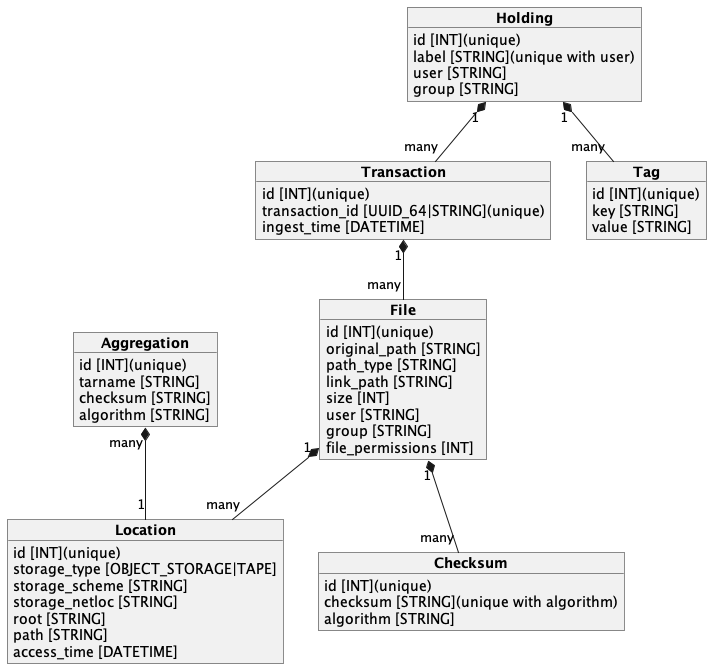 Holding
id [INT](unique)
label [STRING](unique with user)
user [STRING]
group [STRING]
1
1
many
many
Transaction
id [INT](unique)
transaction_id [UUID_64|STRING](unique)
ingest_time [DATETIME]
Tag
id [INT](unique)
key [STRING]
value [STRING]
1
many
File
id [INT](unique)
original_path [STRING]
path_type [STRING]
link_path [STRING]
size [INT]
user [STRING]
group [STRING]
file_permissions [INT]
Aggregation
id [INT](unique)
tarname [STRING]
checksum [STRING]
algorithm [STRING]
many
1
1
1
many
many
Location
id [INT](unique)
storage_type [OBJECT_STORAGE|TAPE]
storage_scheme [STRING]
storage_netloc [STRING]
root [STRING]
path [STRING]
access_time [DATETIME]
Checksum
id [INT](unique)
checksum [STRING](unique with algorithm)
algorithm [STRING]